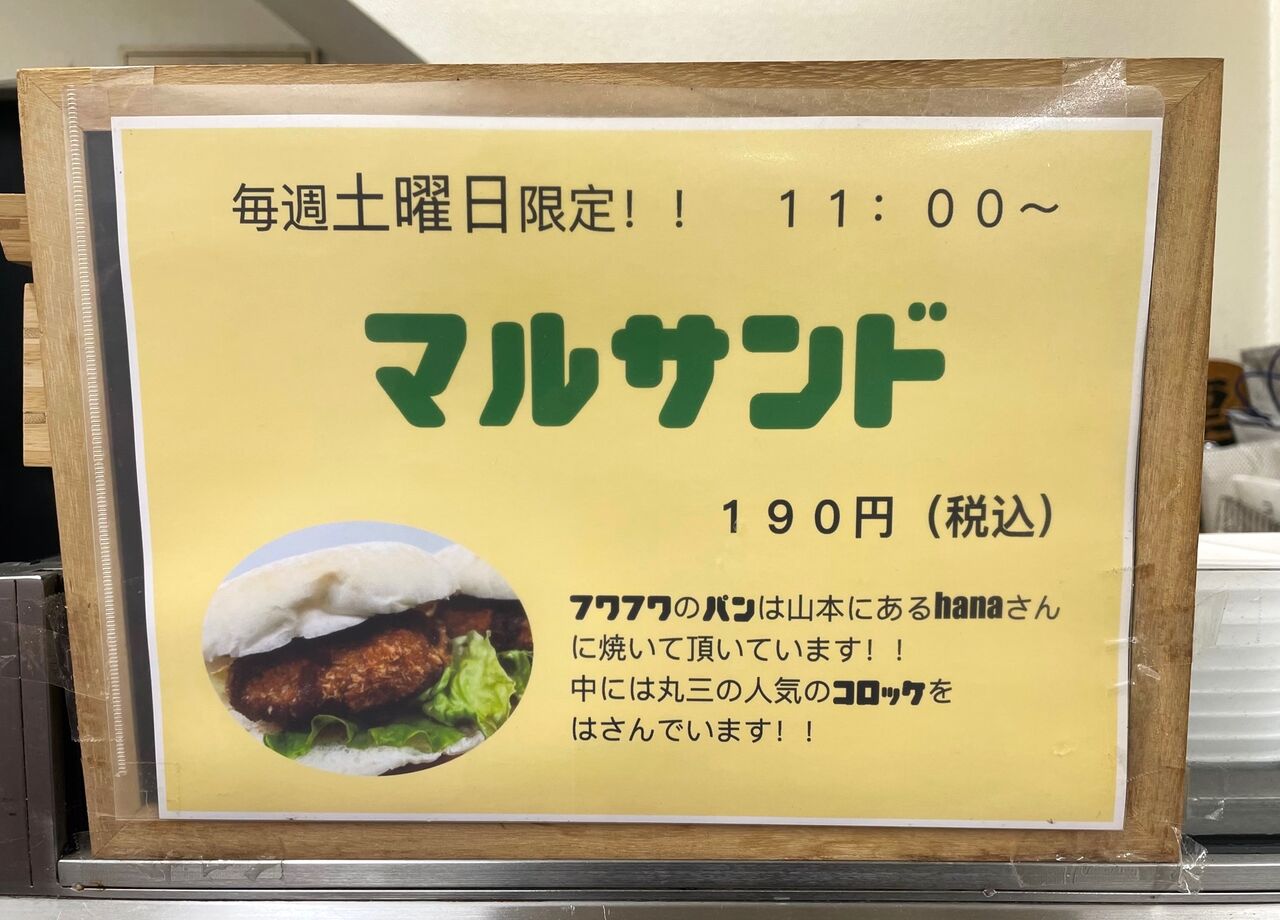 毎週土曜日限定！！　１１：００～
マルサンド
１９０円（税込）
フワフワのパンは山本にあるhanaさん
に焼いて頂いています！！
中には丸三の人気のコロッケを
はさんでいます！！